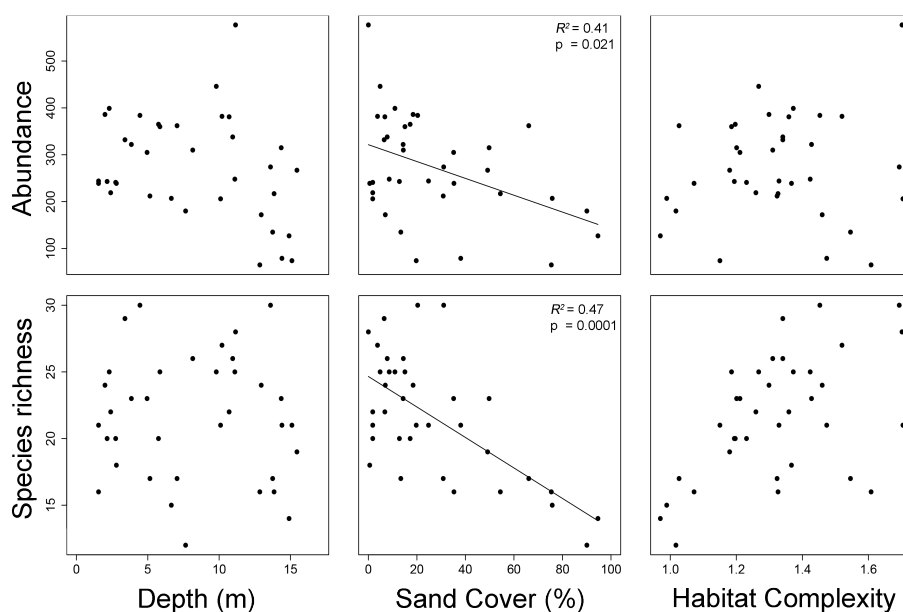 Abundance
500
400
300
200
100
R² = 0.41
p = 0.021
Species richness
30
25
20
15
R² = 0.47
p = 0.0001
0 5 10 15
0 20 40 60 80 100
1.0 1.2 1.4 1.6
Depth (m)
Sand Cover (%)
Habitat Complexity